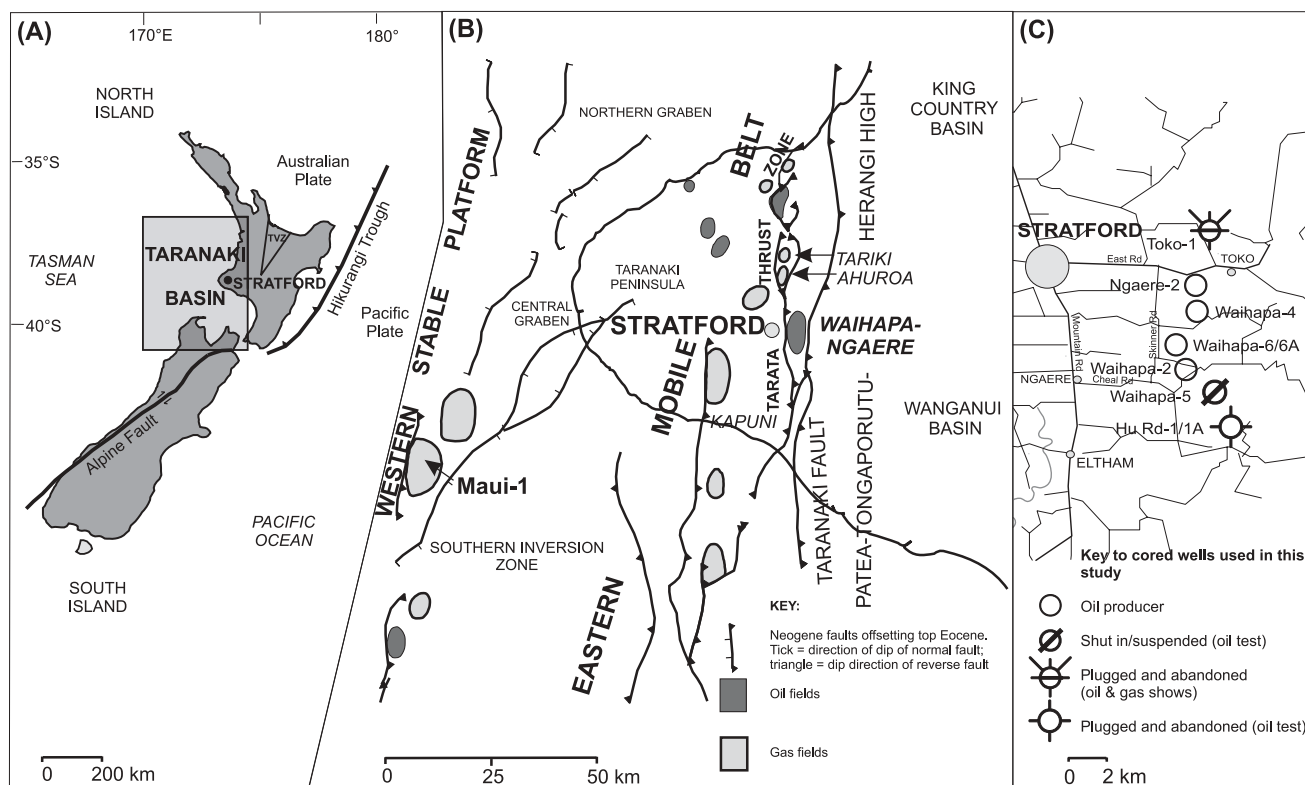 (A)
170°E
180°
NORTH
ISLAND
35°S
Australian
Plate
TVZ
TARANAKI
BASIN
STRATFORD
TASMAN
SEA
Hikurangi Trough
Pacific
Plate
40°S
Alpine Fault
PACIFIC
OCEAN
SOUTH
ISLAND
0 200 km
(B)
NORTHERN GRABEN
KING
COUNTRY
BASIN
WESTERN STABLE PLATFORM
EASTERN MOBILE BELT
TARATA THRUST ZONE
HERANGI HIGH
TARIKI
AHUROA
TARANAKI
PENINSULA
CENTRAL
GRABEN
STRATFORD
WAIHAPA-
NGAERE
KAPUNI
WANGANUI
BASIN
Maui-1
TARANAKI FAULT
PATEA-TONGAPORUTU-
SOUTHERN INVERSION
ZONE
KEY:
Neogene faults offsetting top Eocene.
Tick = direction of dip of normal fault;
triangle = dip direction of reverse fault
Oil fields
Gas fields
0 25 50 km
(C)
STRATFORD
Toko-1
East Rd
TOKO
Ngaere-2
Waihapa-4
Mountain Rd
Skinner Rd
Waihapa-6/6A
Waihapa-2
NGAERE
Cheal Rd
Waihapa-5
Hu Rd-1/1A
ELTHAM
Key to cored wells used in this
study
Oil producer
Shut in/suspended (oil test)
Plugged and abandoned
(oil & gas shows)
Plugged and abandoned (oil test)
0 2 km